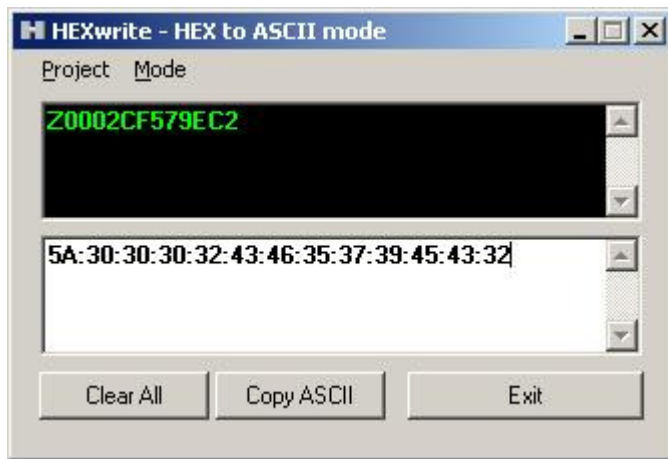 HEXwrite - HEX to ASCII mode
Project Mode
Z0002CF579EC2
5A:30:30:30:32:43:46:35:37:39:45:43:32
Clear All Copy ASCII Exit